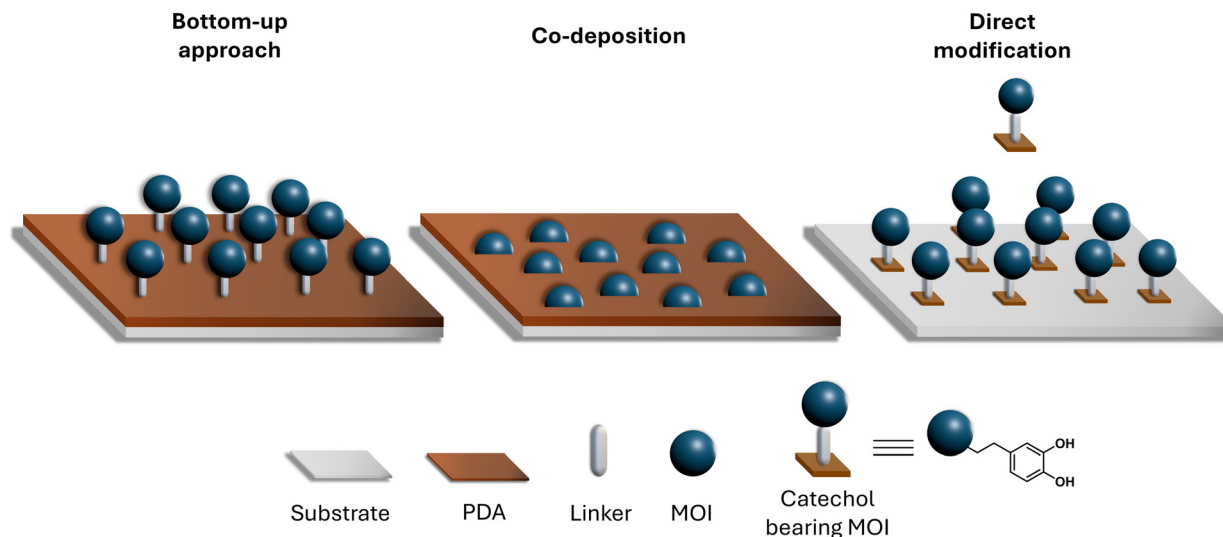 Bottom-up
approach
Co-deposition
Direct
modification
OH
OH
Substrate
PDA
Linker
MOI
Catechol
bearing MOI